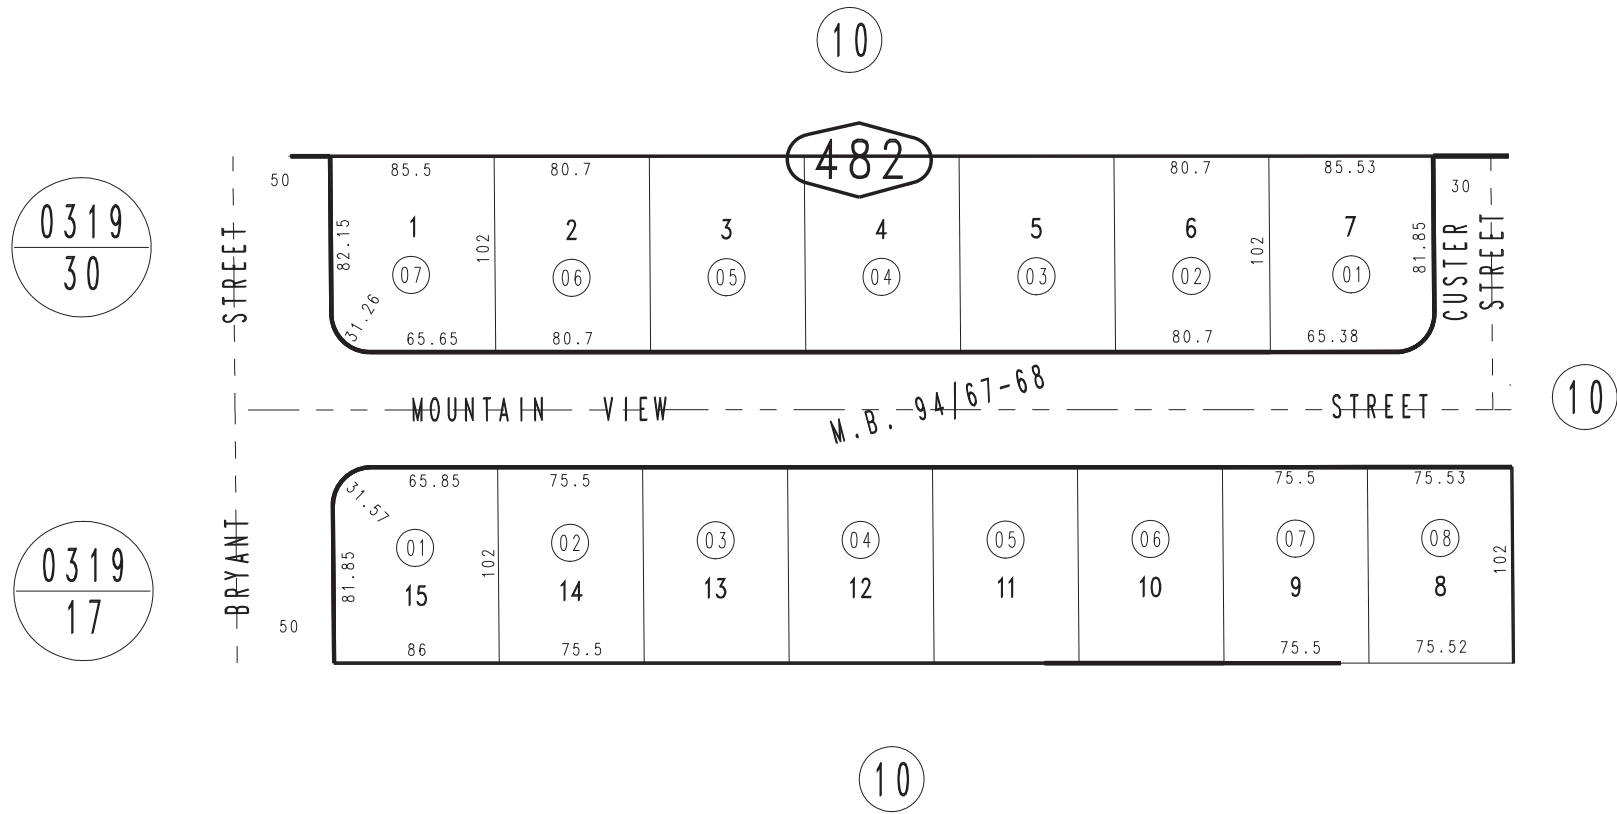 10
482
85.5 80.7 80.7 85.53
50 30
0319
30
STREET
82.15
1 2 3 4 5 6 7
102 102
81.85
CUSTER
STREET
07 06 05 04 03 02 01
31.26
65.65 80.7 80.7 65.38
MOUNTAIN VIEW STREET
M.B. 94/67-68
10
65.85 75.5 75.5 75.53
31.57
01 02 03 04 05 06 07 08
BRYANT
0319
17
81.85
102 102
15 14 13 12 11 10 9 8
50
86 75.5 75.5 75.52
10